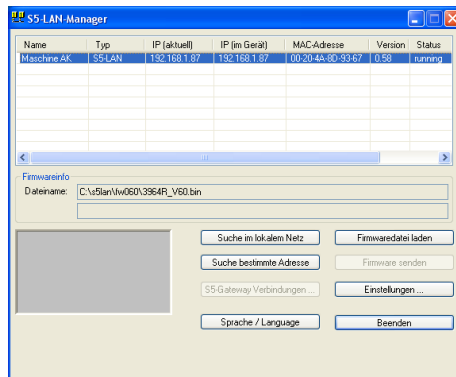 S5-LAN-Manager
Name Typ IP (aktuell) IP (im Gerät) MAC-Adresse Version Status
Maschine AK S5-LAN 192.168.1.87 192.168.1.87 00-20-4A-8D-93-67 0.58 running
Firmwareinfo
Dateiname: C:\s5lan\fw060\3964R_V60.bin
Suche im lokalem Netz Firmwaredatei laden
Suche bestimmte Adresse Firmware senden
S5-Gateway Verbindungen ... Einstellungen ...
Sprache / Language Beenden